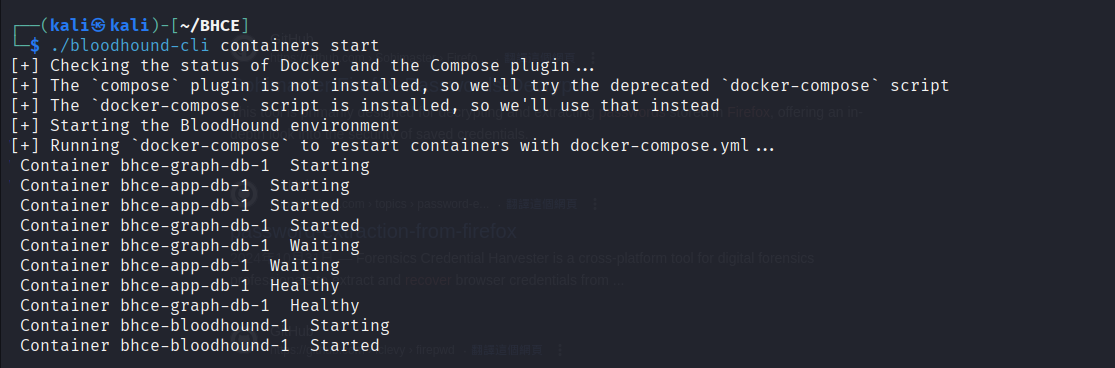 ┌──(kali㉿kali)-[~/BHCE]
└─$ ./bloodhound-cli containers start
[+] Checking the status of Docker and the Compose plugin...
[+] The `compose` plugin is not installed, so we'll try the deprecated `docker-compose` script
[+] The `docker-compose` script is installed, so we'll use that instead
[+] Starting the BloodHound environment
[+] Running `docker-compose` to restart containers with docker-compose.yml...
Container bhce-graph-db-1  Starting
Container bhce-app-db-1  Starting
Container bhce-app-db-1  Started
Container bhce-graph-db-1  Started
Container bhce-graph-db-1  Waiting
Container bhce-app-db-1  Waiting
Container bhce-app-db-1  Healthy
Container bhce-graph-db-1  Healthy
Container bhce-bloodhound-1  Starting
Container bhce-bloodhound-1  Started